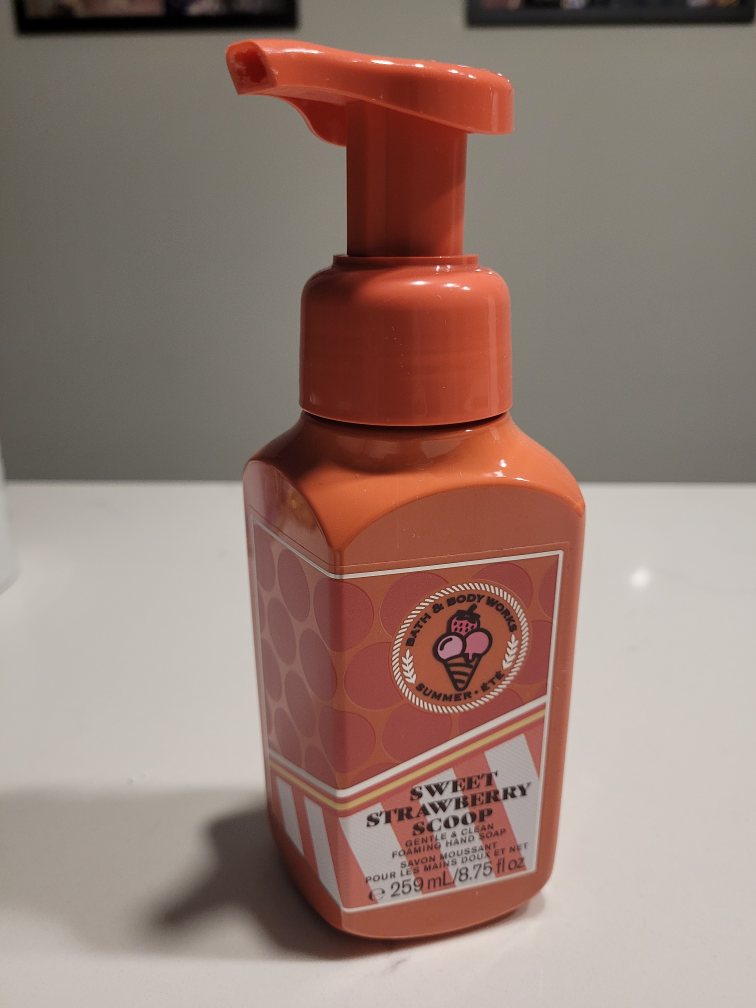 BATH & BODY WORKS
SUMMER • ÉTÉ
SWEET
STRAWBERRY
SCOOP
GENTLE & CLEAN
FOAMING HAND SOAP
SAVON MOUSSANT
POUR LES MAINS DOUX ET NET
℮ 259 mL/8.75 fl oz